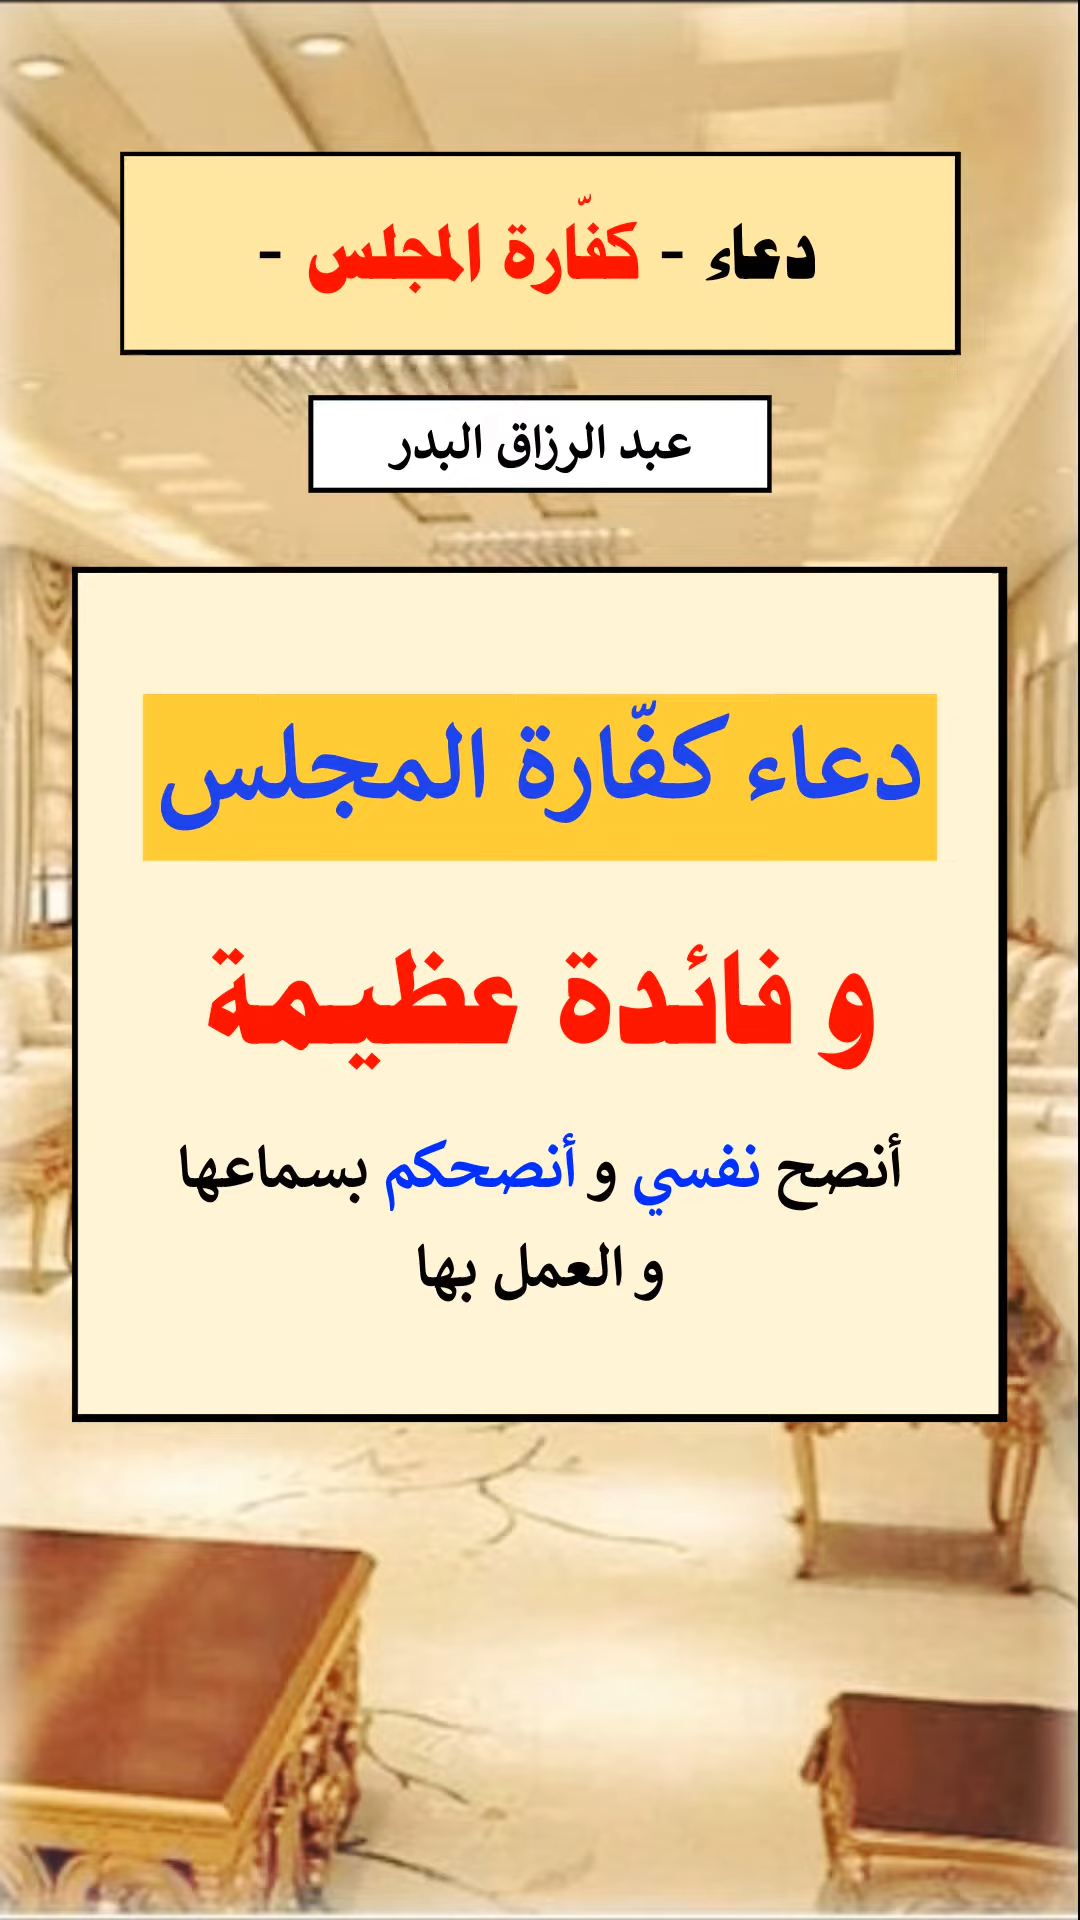 دعاء - كفّارة المجلس -
عبد الرزاق البدر
دعاء كفّارة المجلس
و فائدة عظيمة
أنصح نفسي و أنصحكم بسماعها
و العمل بها